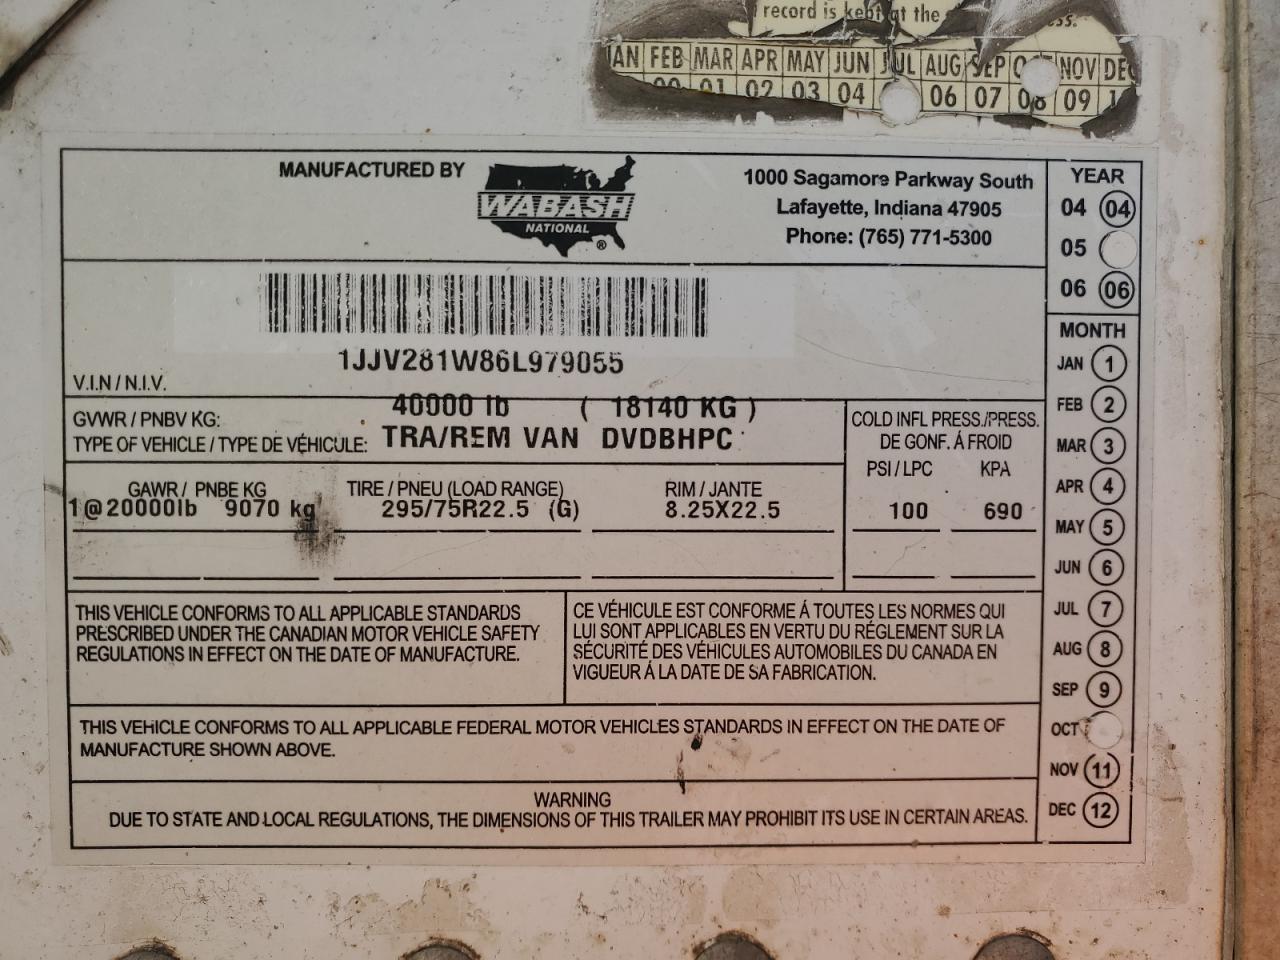 record is kept at the
JAN FEB MAR APR MAY JUN JUL AUG SEP OCT NOV DEC
00 01 02 03 04 06 07 08 09
MANUFACTURED BY
WABASH
NATIONAL
®
1000 Sagamore Parkway South
Lafayette, Indiana 47905
Phone: (765) 771-5300
YEAR
04 04
05
06 06
1JJV281W86L979055
V.I.N / N.I.V.
GVWR / PNBV KG: 40000 lb ( 18140 KG )
TYPE OF VEHICLE / TYPE DE VÉHICULE: TRA/REM VAN DVDBHPC
COLD INFL PRESS./PRESS.
DE GONF. Á FROID
PSI / LPC KPA
100 690
GAWR / PNBE KG TIRE / PNEU (LOAD RANGE) RIM / JANTE
1@20000lb 9070 kg 295/75R22.5 (G) 8.25X22.5
MONTH
JAN 1
FEB 2
MAR 3
APR 4
MAY 5
JUN 6
JUL 7
AUG 8
SEP 9
OCT
NOV 11
DEC 12
THIS VEHICLE CONFORMS TO ALL APPLICABLE STANDARDS
PRESCRIBED UNDER THE CANADIAN MOTOR VEHICLE SAFETY
REGULATIONS IN EFFECT ON THE DATE OF MANUFACTURE.
CE VÉHICULE EST CONFORME Á TOUTES LES NORMES QUI
LUI SONT APPLICABLES EN VERTU DU RÉGLEMENT SUR LA
SÉCURITÉ DES VÉHICULES AUTOMOBILES DU CANADA EN
VIGUEUR Á LA DATE DE SA FABRICATION.
THIS VEHICLE CONFORMS TO ALL APPLICABLE FEDERAL MOTOR VEHICLES STANDARDS IN EFFECT ON THE DATE OF
MANUFACTURE SHOWN ABOVE.
WARNING
DUE TO STATE AND LOCAL REGULATIONS, THE DIMENSIONS OF THIS TRAILER MAY PROHIBIT ITS USE IN CERTAIN AREAS.